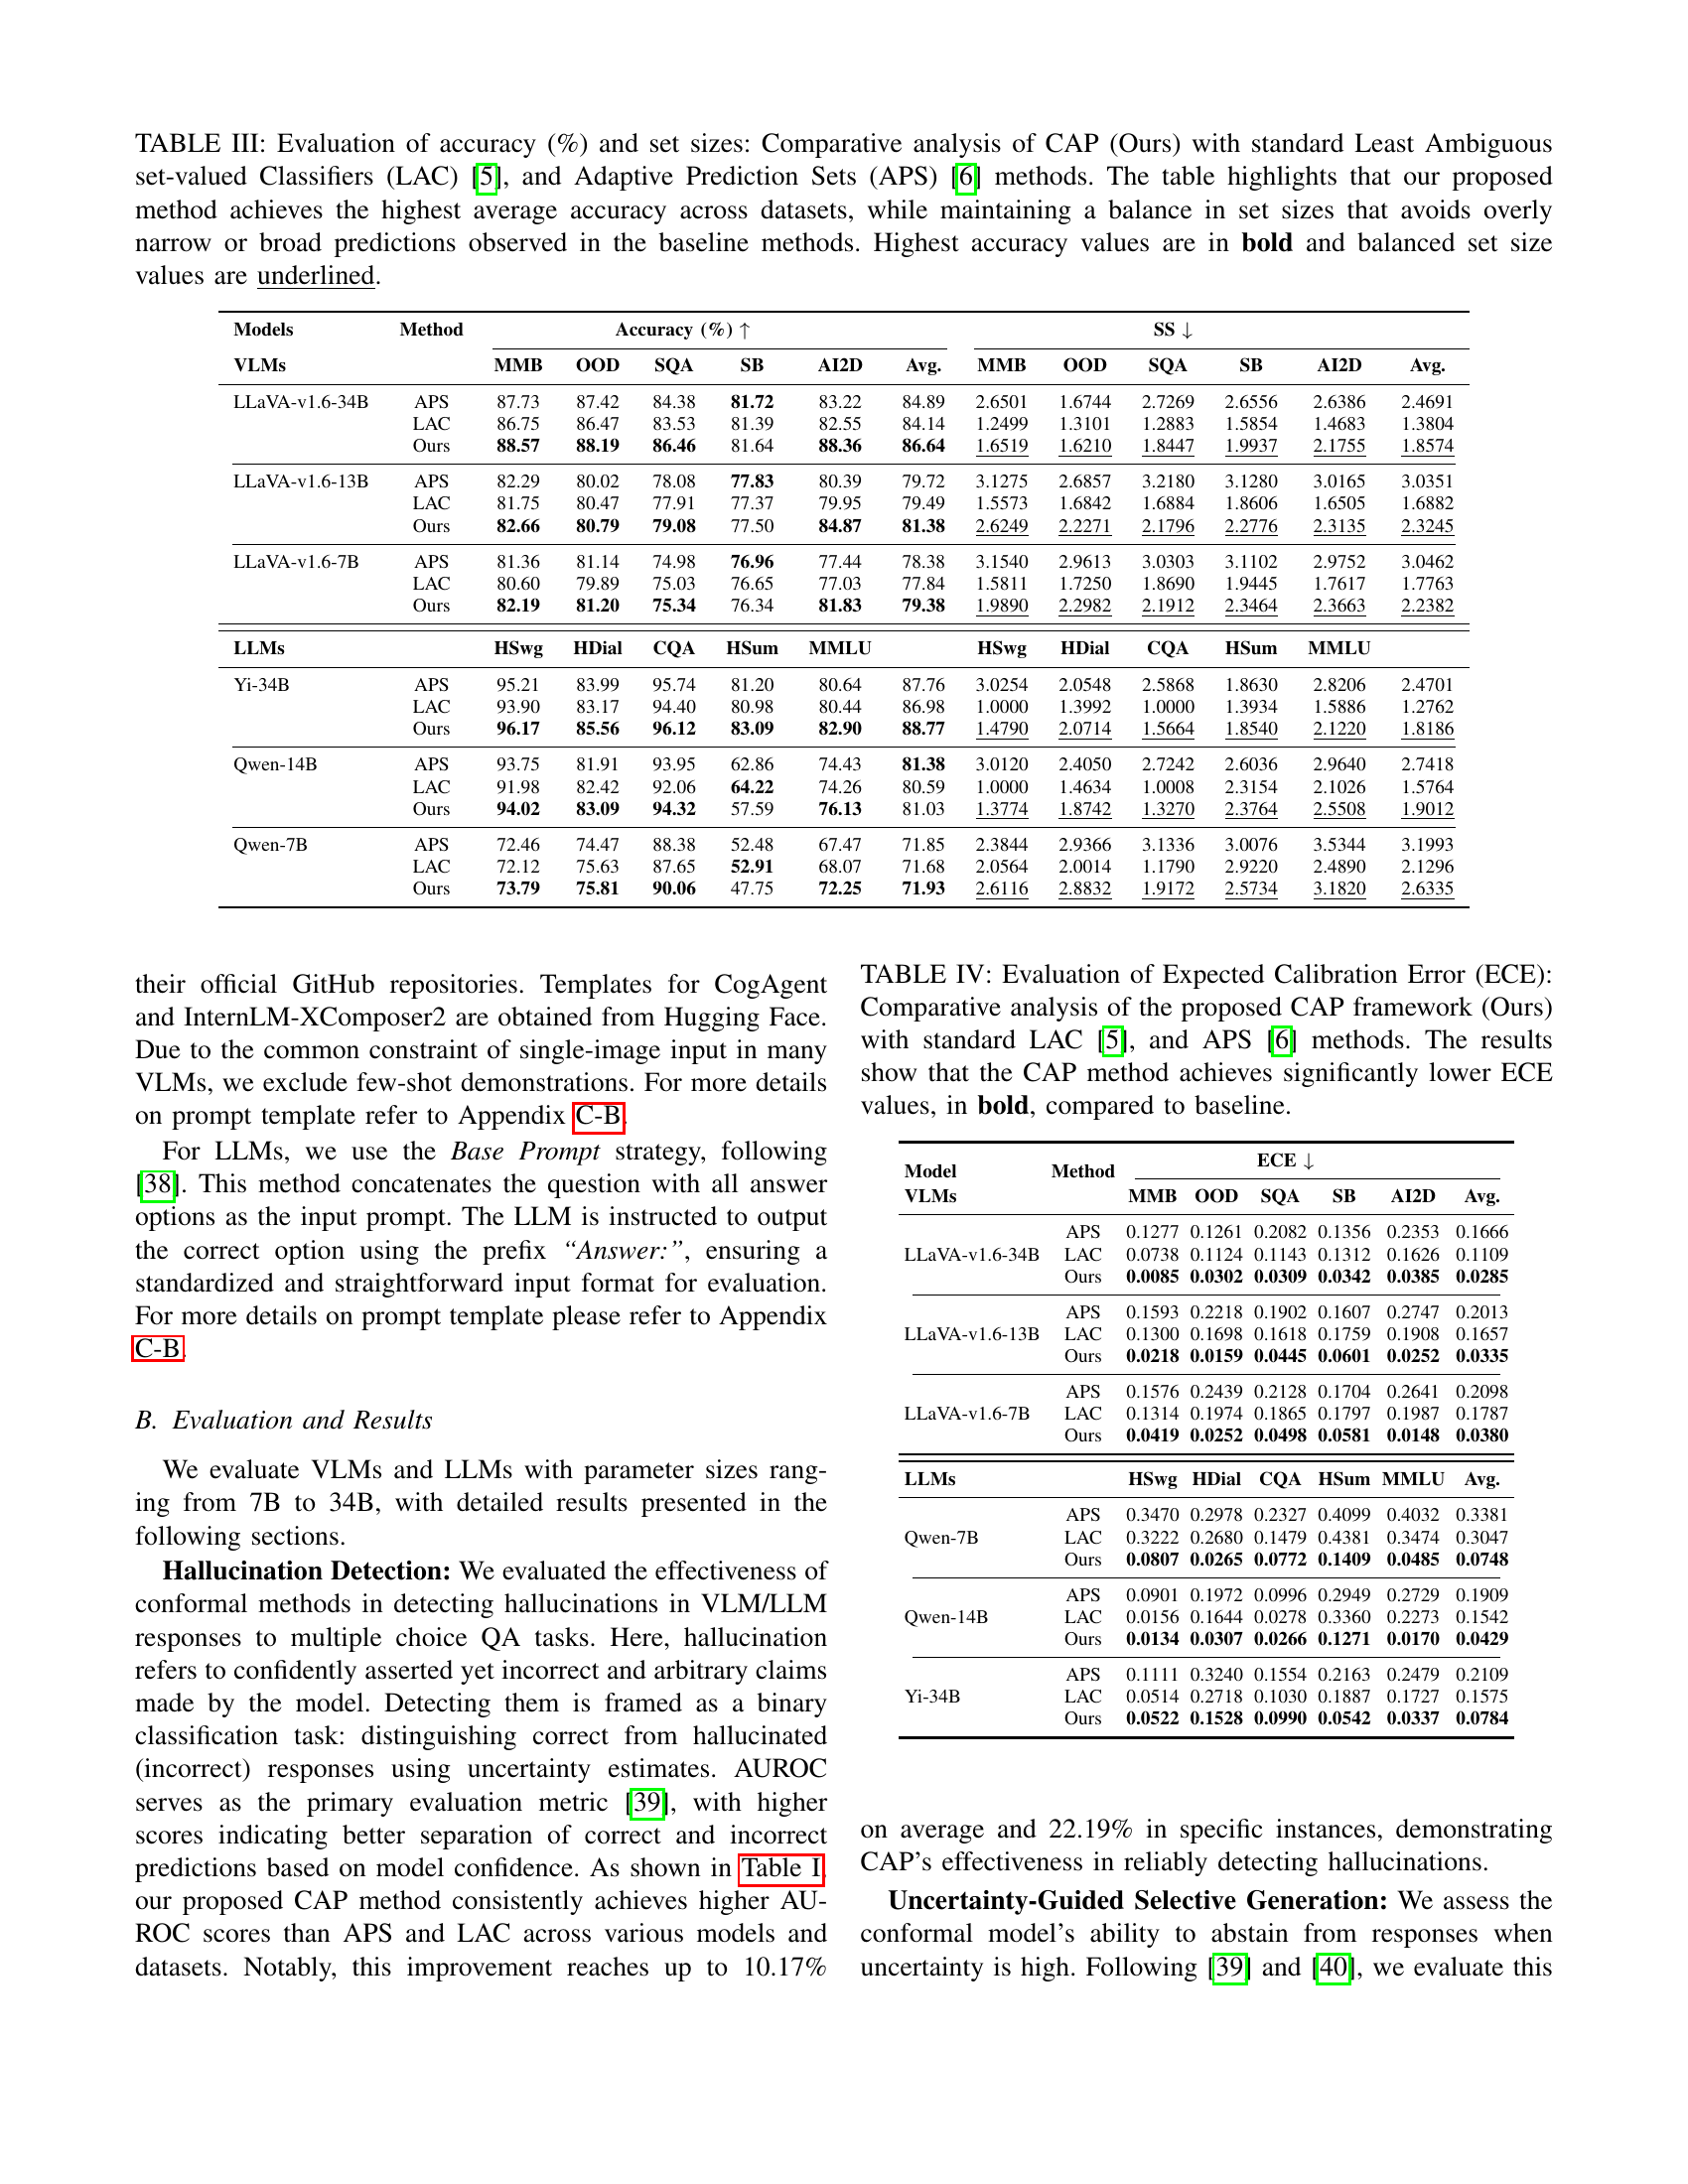 TABLE III: Evaluation of accuracy (%) and set sizes: Comparative analysis of CAP (Ours) with standard Least Ambiguous
set-valued Classifiers (LAC) [5], and Adaptive Prediction Sets (APS) [6] methods. The table highlights that our proposed
method achieves the highest average accuracy across datasets, while maintaining a balance in set sizes that avoids overly
narrow or broad predictions observed in the baseline methods. Highest accuracy values are in bold and balanced set size
values are underlined.
Models Method Accuracy (%) ↑ SS ↓
VLMs MMB OOD SQA SB AI2D Avg. MMB OOD SQA SB AI2D Avg.
LLaVA-v1.6-34B APS 87.73 87.42 84.38 81.72 83.22 84.89 2.6501 1.6744 2.7269 2.6556 2.6386 2.4691
LAC 86.75 86.47 83.53 81.39 82.55 84.14 1.2499 1.3101 1.2883 1.5854 1.4683 1.3804
Ours 88.57 88.19 86.46 81.64 88.36 86.64 1.6519 1.6210 1.8447 1.9937 2.1755 1.8574
LLaVA-v1.6-13B APS 82.29 80.02 78.08 77.83 80.39 79.72 3.1275 2.6857 3.2180 3.1280 3.0165 3.0351
LAC 81.75 80.47 77.91 77.37 79.95 79.49 1.5573 1.6842 1.6884 1.8606 1.6505 1.6882
Ours 82.66 80.79 79.08 77.50 84.87 81.38 2.6249 2.2271 2.1796 2.2776 2.3135 2.3245
LLaVA-v1.6-7B APS 81.36 81.14 74.98 76.96 77.44 78.38 3.1540 2.9613 3.0303 3.1102 2.9752 3.0462
LAC 80.60 79.89 75.03 76.65 77.03 77.84 1.5811 1.7250 1.8690 1.9445 1.7617 1.7763
Ours 82.19 81.20 75.34 76.34 81.83 79.38 1.9890 2.2982 2.1912 2.3464 2.3663 2.2382
LLMs HSwg HDial CQA HSum MMLU HSwg HDial CQA HSum MMLU
Yi-34B APS 95.21 83.99 95.74 81.20 80.64 87.76 3.0254 2.0548 2.5868 1.8630 2.8206 2.4701
LAC 93.90 83.17 94.40 80.98 80.44 86.98 1.0000 1.3992 1.0000 1.3934 1.5886 1.2762
Ours 96.17 85.56 96.12 83.09 82.90 88.77 1.4790 2.0714 1.5664 1.8540 2.1220 1.8186
Qwen-14B APS 93.75 81.91 93.95 62.86 74.43 81.38 3.0120 2.4050 2.7242 2.6036 2.9640 2.7418
LAC 91.98 82.42 92.06 64.22 74.26 80.59 1.0000 1.4634 1.0008 2.3154 2.1026 1.5764
Ours 94.02 83.09 94.32 57.59 76.13 81.03 1.3774 1.8742 1.3270 2.3764 2.5508 1.9012
Qwen-7B APS 72.46 74.47 88.38 52.48 67.47 71.85 2.3844 2.9366 3.1336 3.0076 3.5344 3.1993
LAC 72.12 75.63 87.65 52.91 68.07 71.68 2.0564 2.0014 1.1790 2.9220 2.4890 2.1296
Ours 73.79 75.81 90.06 47.75 72.25 71.93 2.6116 2.8832 1.9172 2.5734 3.1820 2.6335
their official GitHub repositories. Templates for CogAgent
and InternLM-XComposer2 are obtained from Hugging Face.
Due to the common constraint of single-image input in many
VLMs, we exclude few-shot demonstrations. For more details
on prompt template refer to Appendix C-B.
For LLMs, we use the Base Prompt strategy, following
[38]. This method concatenates the question with all answer
options as the input prompt. The LLM is instructed to output
the correct option using the prefix “Answer:”, ensuring a
standardized and straightforward input format for evaluation.
For more details on prompt template please refer to Appendix
C-B.
B. Evaluation and Results
We evaluate VLMs and LLMs with parameter sizes rang-
ing from 7B to 34B, with detailed results presented in the
following sections.
Hallucination Detection: We evaluated the effectiveness of
conformal methods in detecting hallucinations in VLM/LLM
responses to multiple choice QA tasks. Here, hallucination
refers to confidently asserted yet incorrect and arbitrary claims
made by the model. Detecting them is framed as a binary
classification task: distinguishing correct from hallucinated
(incorrect) responses using uncertainty estimates. AUROC
serves as the primary evaluation metric [39], with higher
scores indicating better separation of correct and incorrect
predictions based on model confidence. As shown in Table I,
our proposed CAP method consistently achieves higher AU-
ROC scores than APS and LAC across various models and
datasets. Notably, this improvement reaches up to 10.17%
TABLE IV: Evaluation of Expected Calibration Error (ECE):
Comparative analysis of the proposed CAP framework (Ours)
with standard LAC [5], and APS [6] methods. The results
show that the CAP method achieves significantly lower ECE
values, in bold, compared to baseline.
Model Method ECE ↓
VLMs MMB OOD SQA SB AI2D Avg.
APS 0.1277 0.1261 0.2082 0.1356 0.2353 0.1666
LLaVA-v1.6-34B LAC 0.0738 0.1124 0.1143 0.1312 0.1626 0.1109
Ours 0.0085 0.0302 0.0309 0.0342 0.0385 0.0285
APS 0.1593 0.2218 0.1902 0.1607 0.2747 0.2013
LLaVA-v1.6-13B LAC 0.1300 0.1698 0.1618 0.1759 0.1908 0.1657
Ours 0.0218 0.0159 0.0445 0.0601 0.0252 0.0335
APS 0.1576 0.2439 0.2128 0.1704 0.2641 0.2098
LLaVA-v1.6-7B LAC 0.1314 0.1974 0.1865 0.1797 0.1987 0.1787
Ours 0.0419 0.0252 0.0498 0.0581 0.0148 0.0380
LLMs HSwg HDial CQA HSum MMLU Avg.
APS 0.3470 0.2978 0.2327 0.4099 0.4032 0.3381
Qwen-7B LAC 0.3222 0.2680 0.1479 0.4381 0.3474 0.3047
Ours 0.0807 0.0265 0.0772 0.1409 0.0485 0.0748
APS 0.0901 0.1972 0.0996 0.2949 0.2729 0.1909
Qwen-14B LAC 0.0156 0.1644 0.0278 0.3360 0.2273 0.1542
Ours 0.0134 0.0307 0.0266 0.1271 0.0170 0.0429
APS 0.1111 0.3240 0.1554 0.2163 0.2479 0.2109
Yi-34B LAC 0.0514 0.2718 0.1030 0.1887 0.1727 0.1575
Ours 0.0522 0.1528 0.0990 0.0542 0.0337 0.0784
on average and 22.19% in specific instances, demonstrating
CAP’s effectiveness in reliably detecting hallucinations.
Uncertainty-Guided Selective Generation: We assess the
conformal model’s ability to abstain from responses when
uncertainty is high. Following [39] and [40], we evaluate this